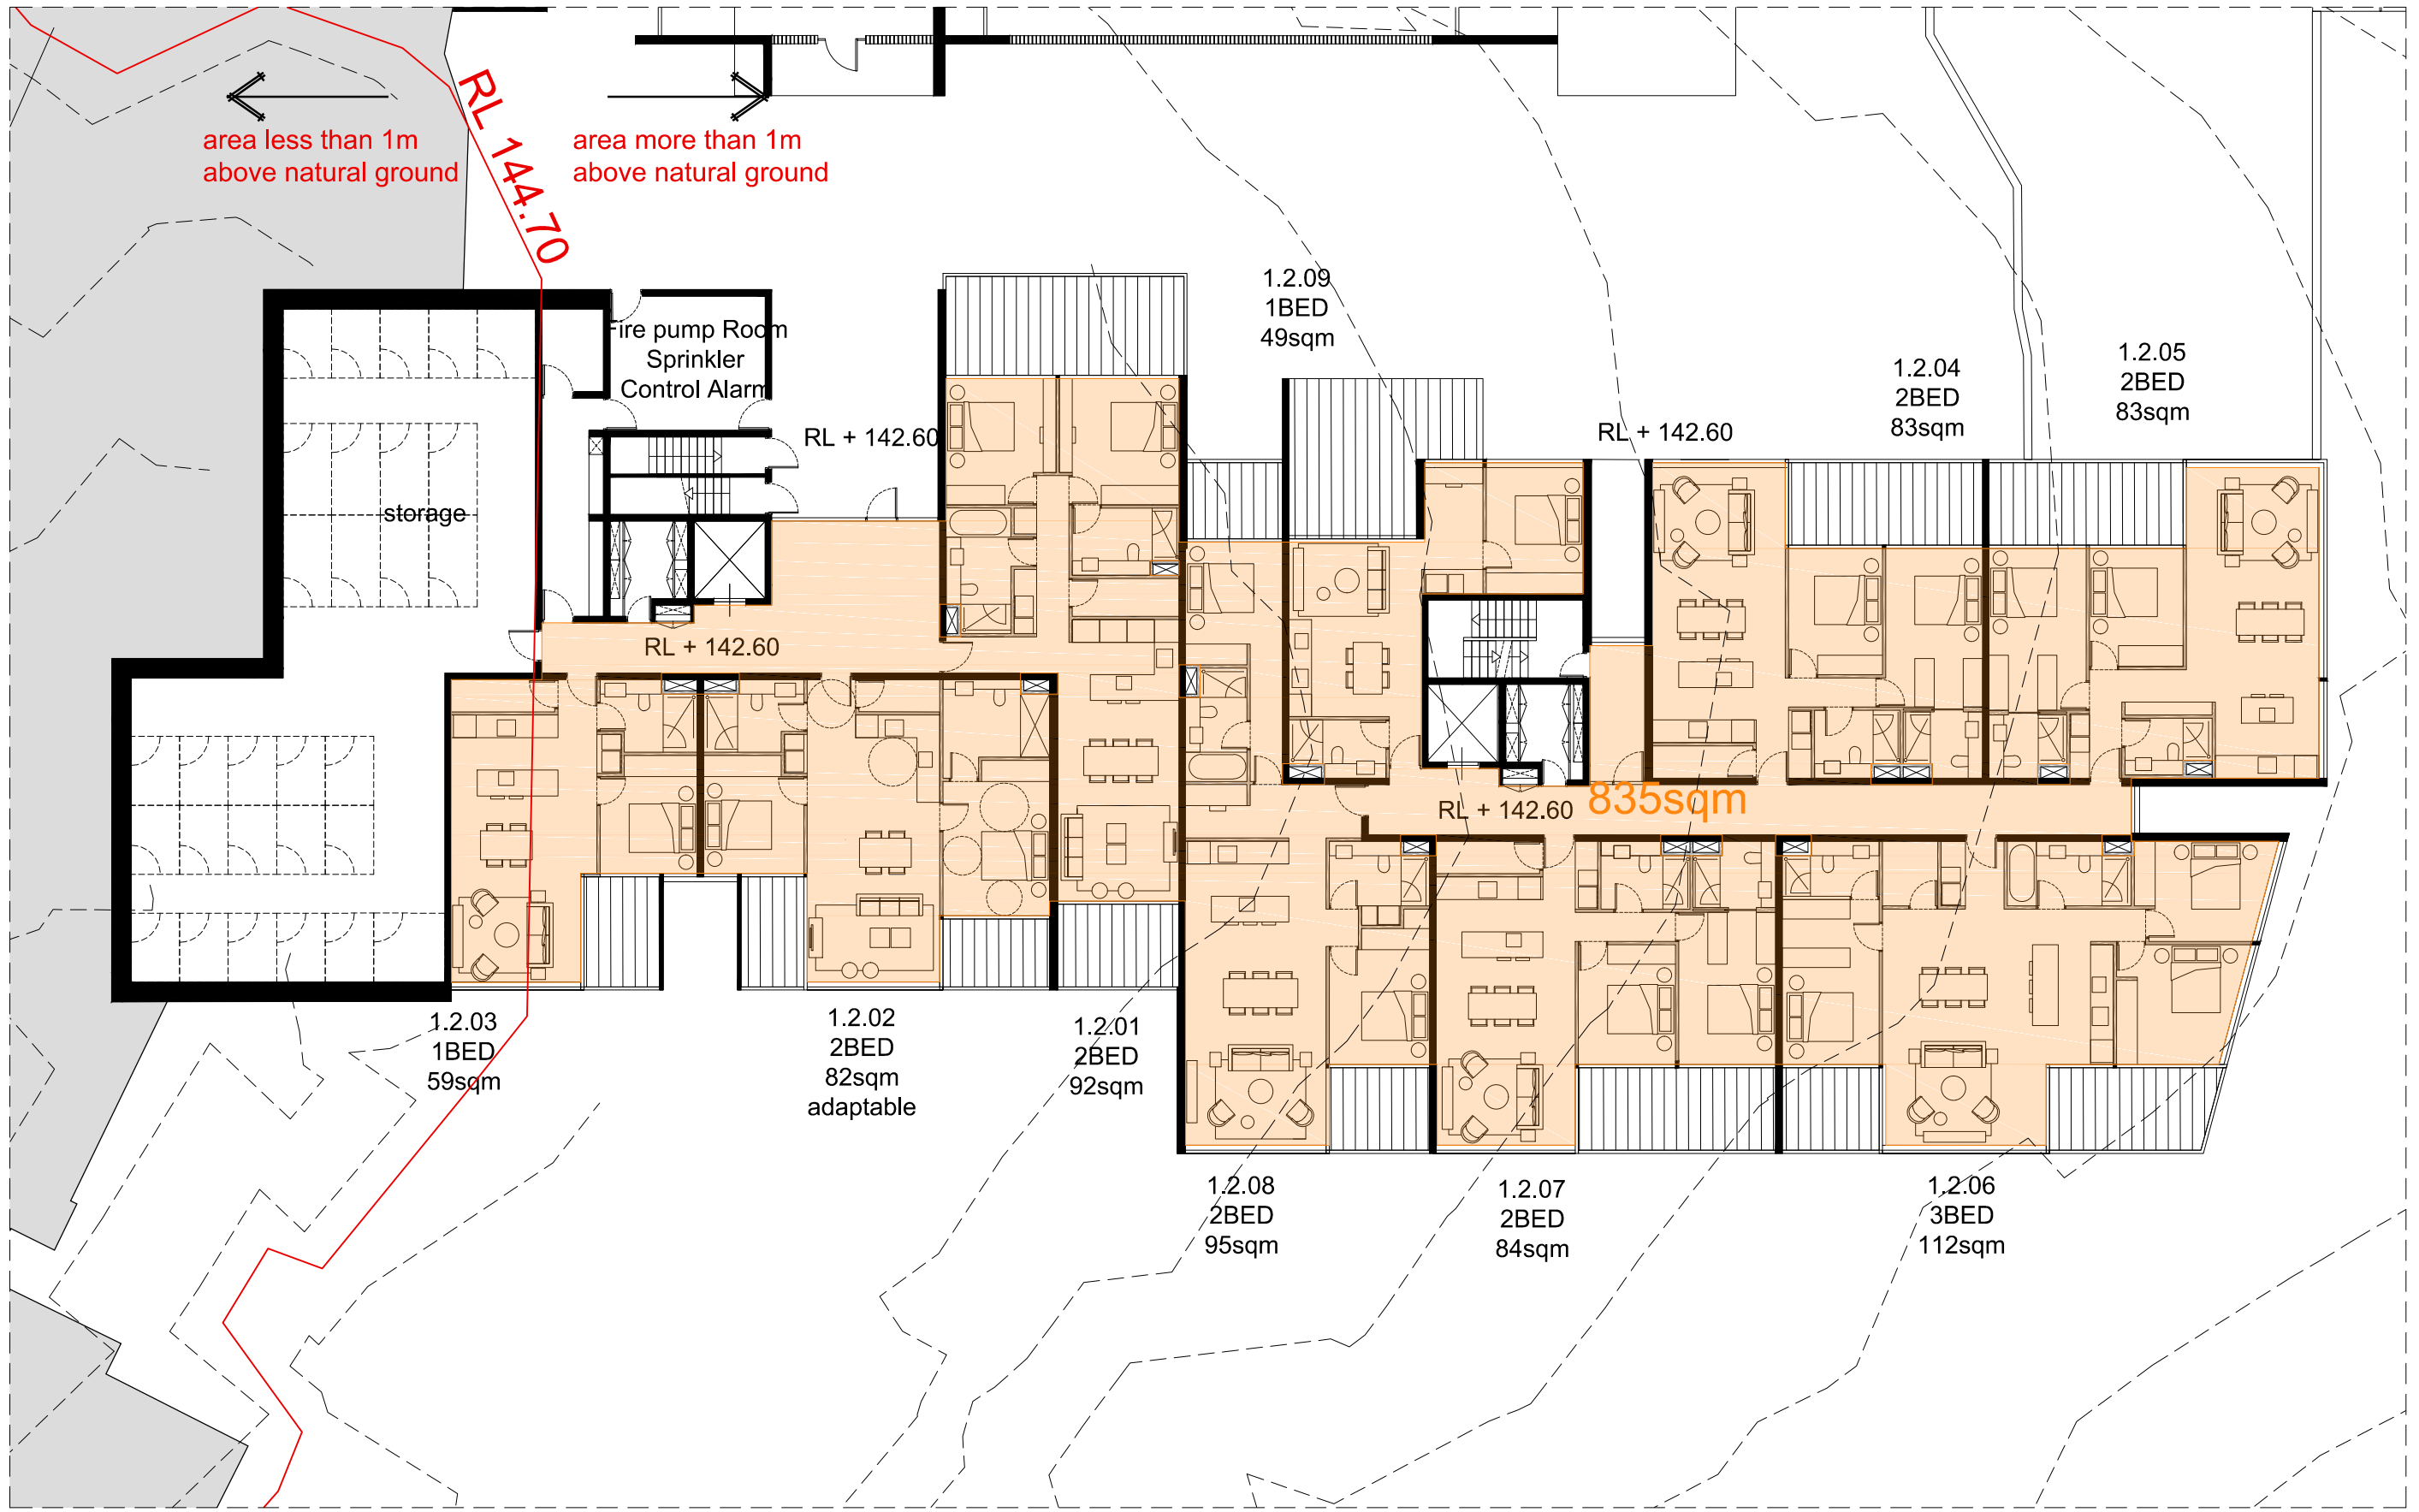 RL 144.70
area less than 1m
above natural ground
area more than 1m
above natural ground
1.2.09
1BED
49sqm
Fire pump Room
Sprinkler
Control Alarm
1.2.04
2BED
83sqm
1.2.05
2BED
83sqm
RL + 142.60
RL + 142.60
storage
RL + 142.60
RL + 142.60
835sqm
1.2.03
1BED
59sqm
1.2.02
2BED
82sqm
adaptable
1.2.01
2BED
92sqm
1.2.08
2BED
95sqm
1.2.07
2BED
84sqm
1.2.06
3BED
112sqm